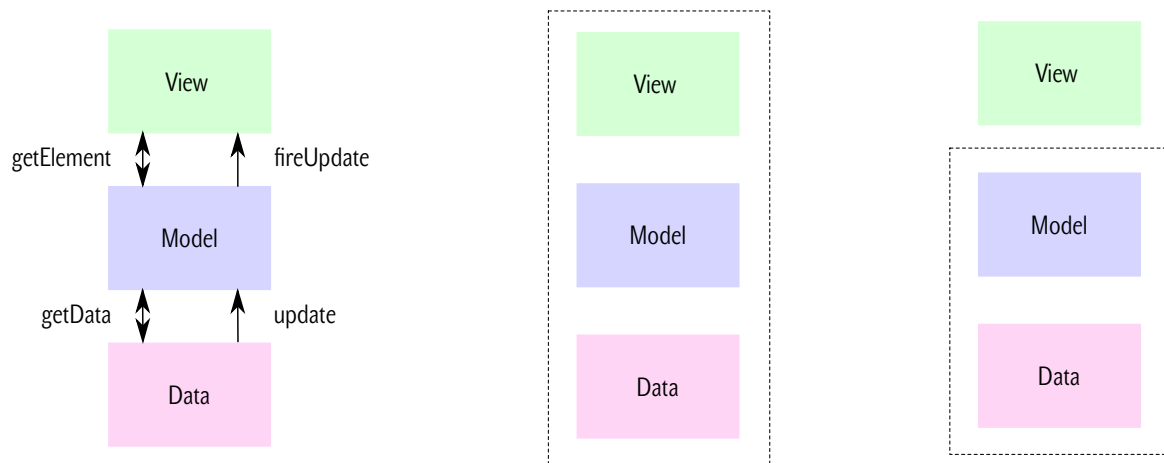 View
getElement
fireUpdate
Model
getData
update
Data
View
Model
Data
View
Model
Data